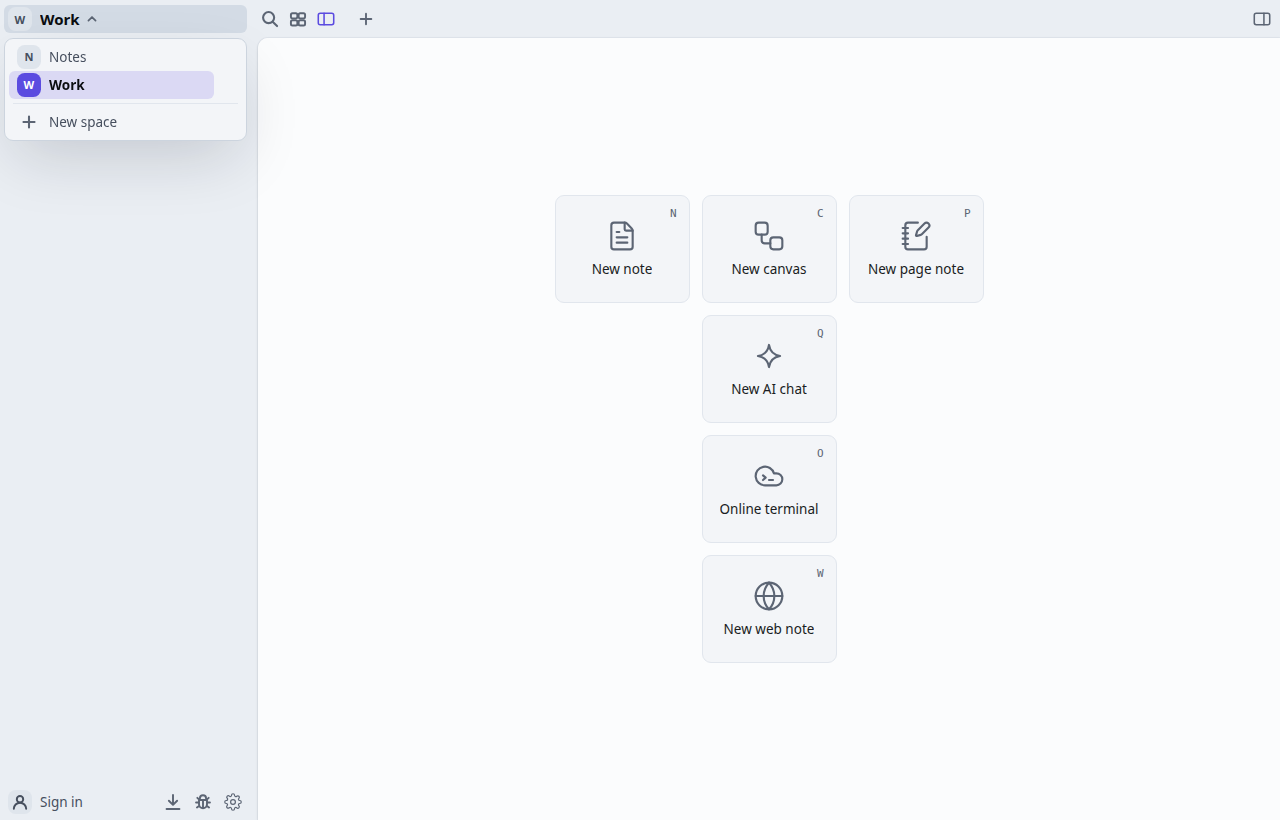 W Work
N Notes
W Work
New space
N
New note
C
New canvas
P
New page note
Q
New AI chat
O
Online terminal
W
New web note
Sign in